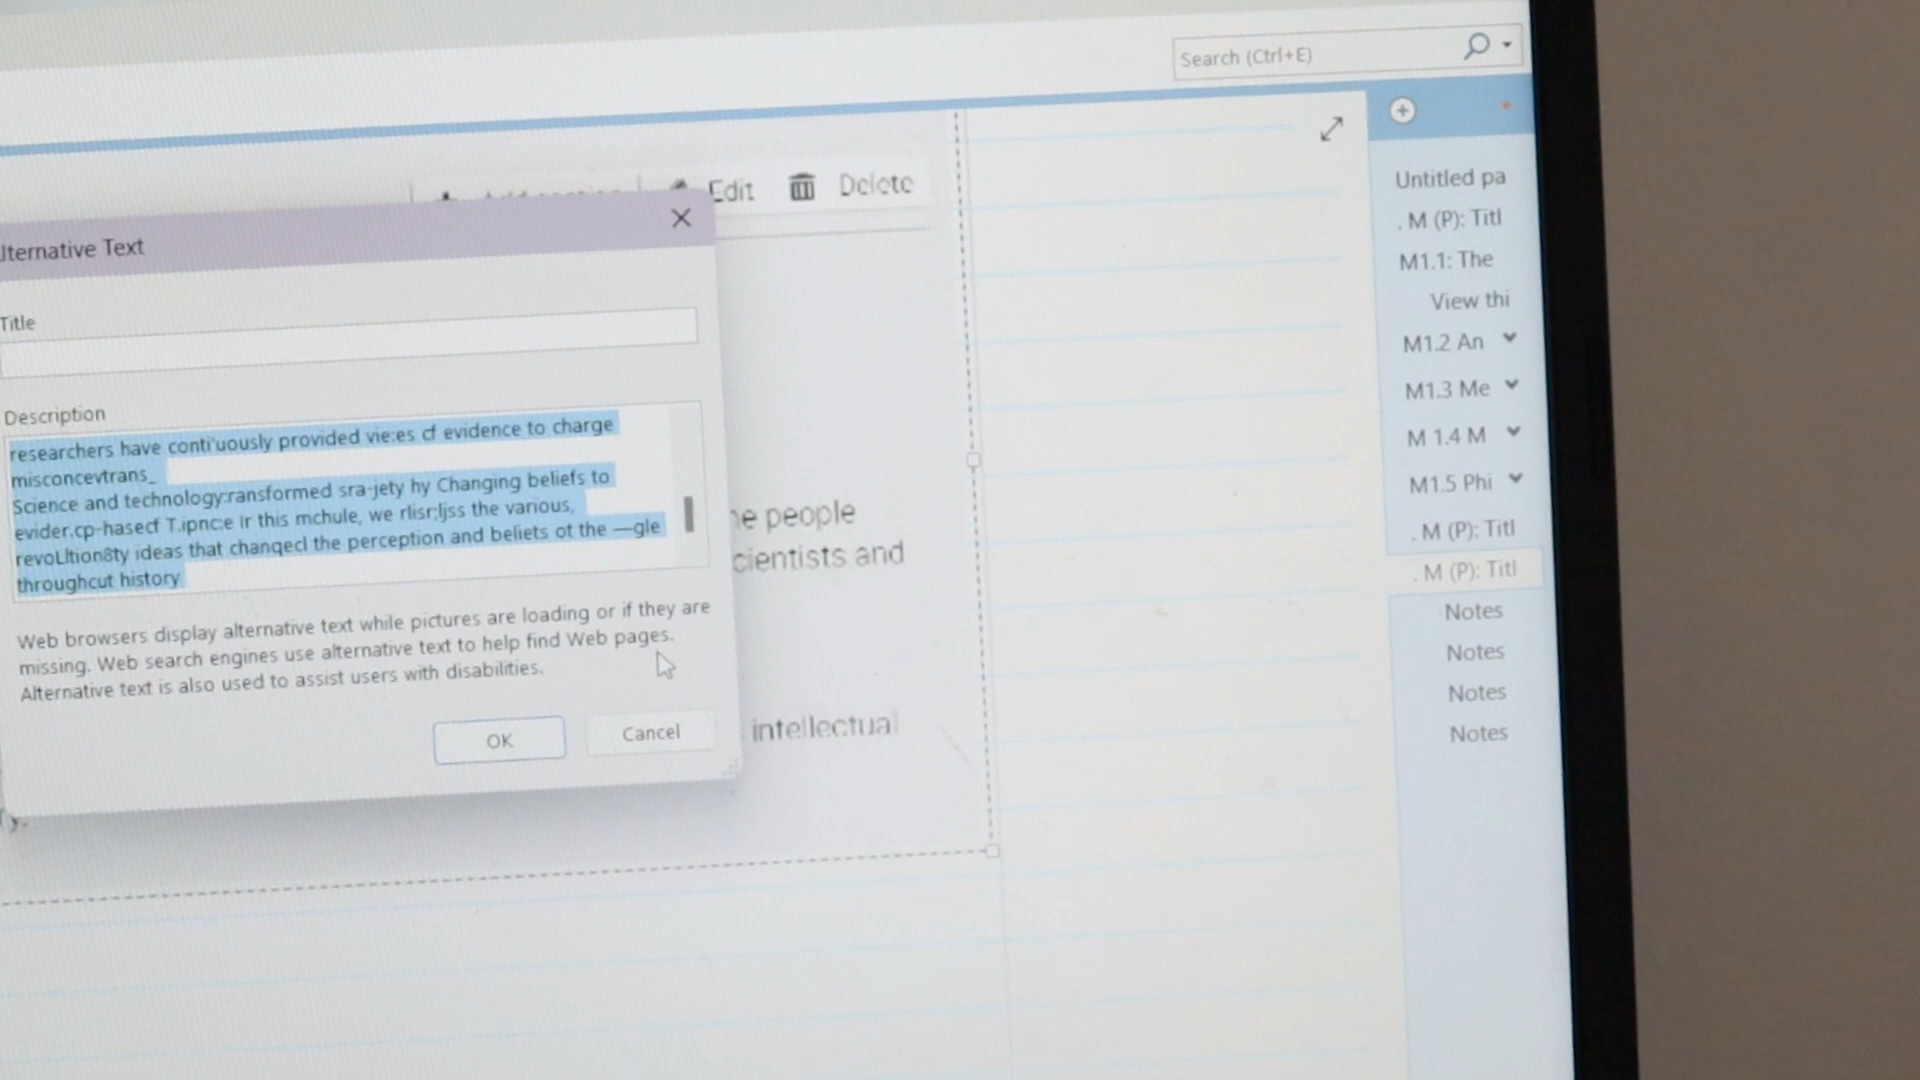 Search (Ctrl+E)
Edit
Delete
lternative Text
Title
Description
researchers have conti'uously provided vie:es cf evidence to charge
misconcevtrans_
Science and technology:ransformed sra-jety hy Changing beliefs to
evider.cp-hasecf T.ipnc:e Ir this mchule, we rlisr:ljss the various,
revoLltion8ty ideas that chanqecl the perception and beliets ot the —gle
throughcut history
Web browsers display alternative text while pictures are loading or if they are
missing. Web search engines use alternative text to help find Web pages.
Alternative text is also used to assist users with disabilities.
OK
Cancel
he people
cientists and
intellectual
y.
Untitled pa
. M (P): Titl
M1.1: The
View thi
M1.2 An
M1.3 Me
M 1.4 M
M1.5 Phi
. M (P): Titl
. M (P): Titl
Notes
Notes
Notes
Notes